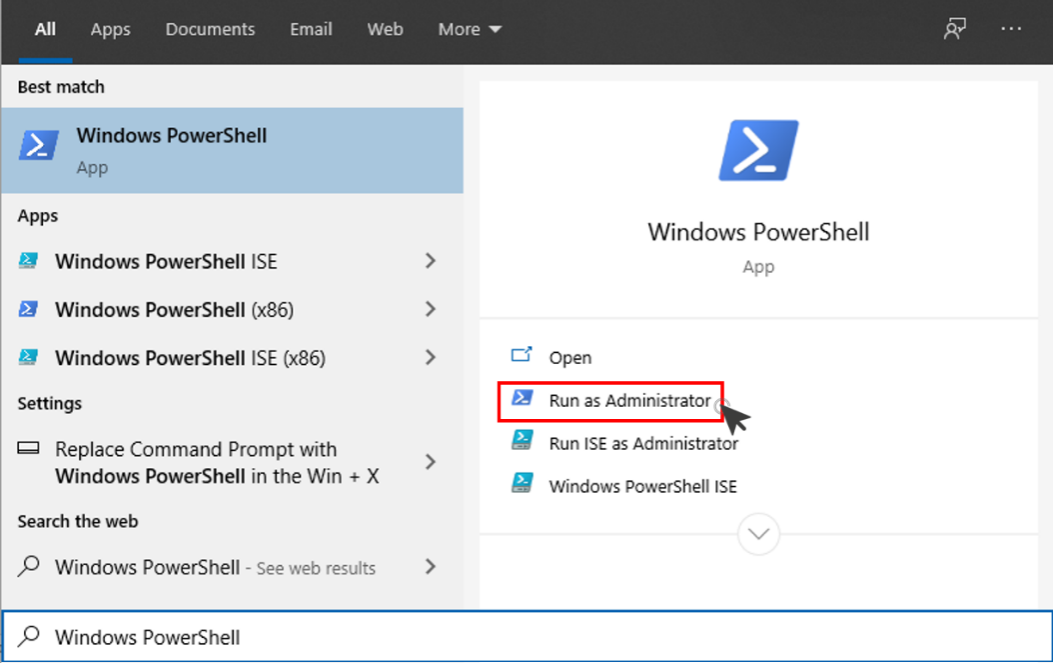 All Apps Documents Email Web More
Best match
Windows PowerShell
App
Apps
Windows PowerShell ISE
Windows PowerShell (x86)
Windows PowerShell ISE (x86)
Settings
Replace Command Prompt with
Windows PowerShell in the Win + X
Search the web
Windows PowerShell - See web results
Windows PowerShell
App
Open
Run as Administrator
Run ISE as Administrator
Windows PowerShell ISE
Windows PowerShell